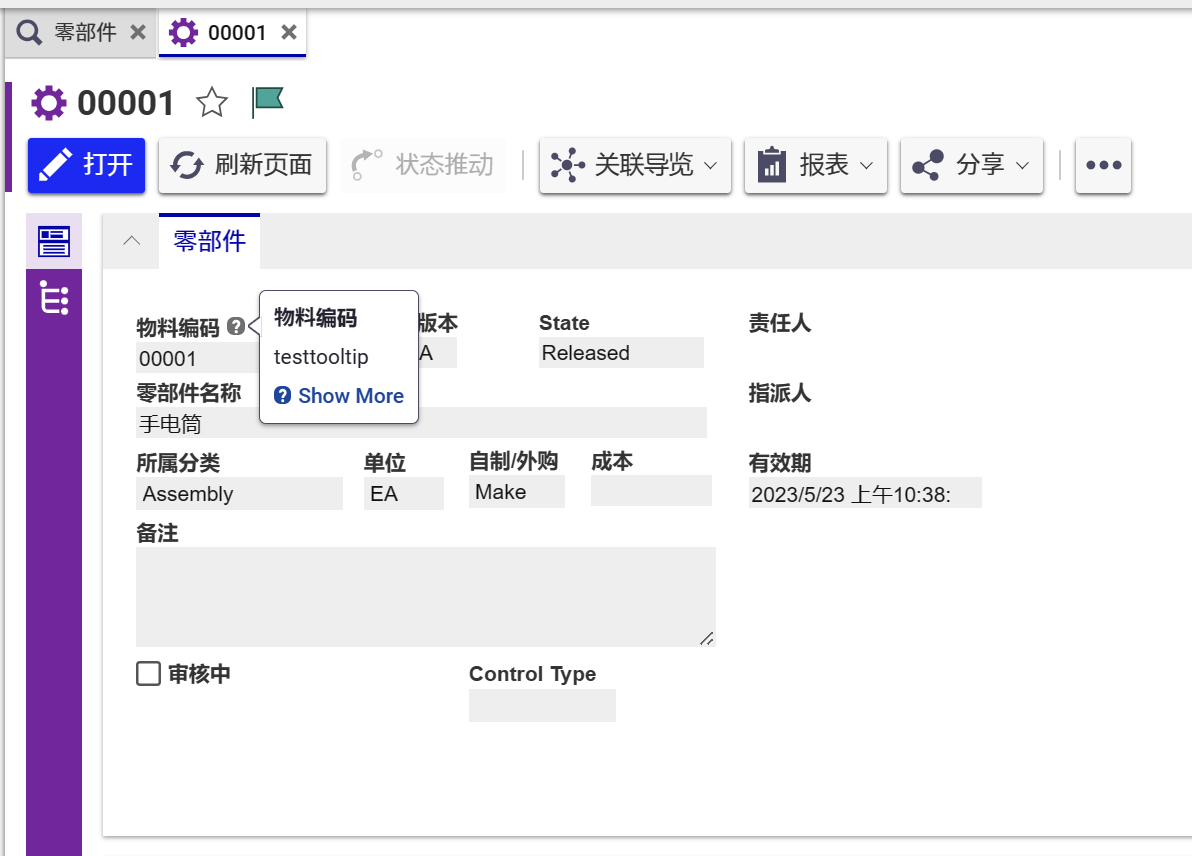 零部件
00001
00001
打开
刷新页面
状态推动
关联导览
报表
分享
零部件
物料编码
00001
物料编码
testtooltip
Show More
版本
A
State
Released
责任人
零部件名称
手电筒
指派人
所属分类
Assembly
单位
EA
自制/外购
Make
成本
有效期
2023/5/23 上午10:38:
备注
审核中
Control Type